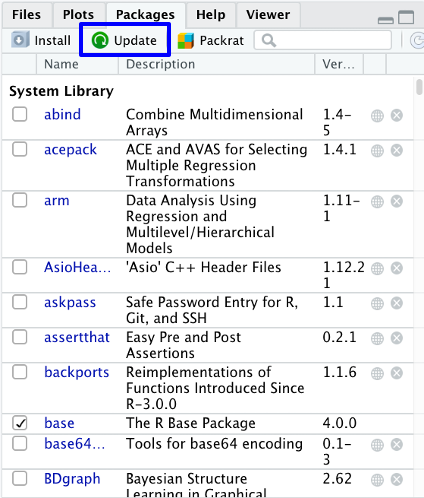 Files Plots Packages Help Viewer
Install Update Packrat
Name Description Ver...
System Library
abind Combine Multidimensional 1.4-
Arrays 5
acepack ACE and AVAS for Selecting 1.4.1
Multiple Regression
Transformations
arm Data Analysis Using 1.11-
Regression and 1
Multilevel/Hierarchical
Models
AsioHea... 'Asio' C++ Header Files 1.12.2
1
askpass Safe Password Entry for R, 1.1
Git, and SSH
assertthat Easy Pre and Post 0.2.1
Assertions
backports Reimplementations of 1.1.6
Functions Introduced Since
R-3.0.0
base The R Base Package 4.0.0
base64... Tools for base64 encoding 0.1-
3
BDgraph Bayesian Structure 2.62
Learning in Graphical